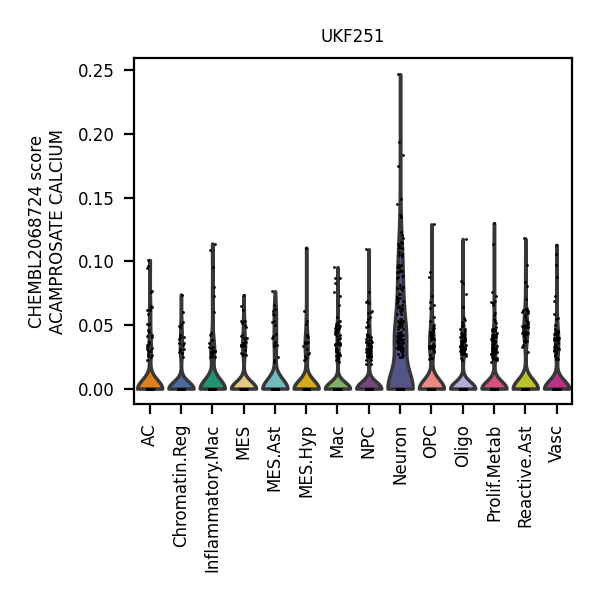 UKF251
CHEMBL2068724 score
ACAMPROSATE CALCIUM
0.25
0.20
0.15
0.10
0.05
0.00
AC
Chromatin.Reg
Inflammatory.Mac
MES
MES.Ast
MES.Hyp
Mac
NPC
Neuron
OPC
Oligo
Prolif.Metab
Reactive.Ast
Vasc